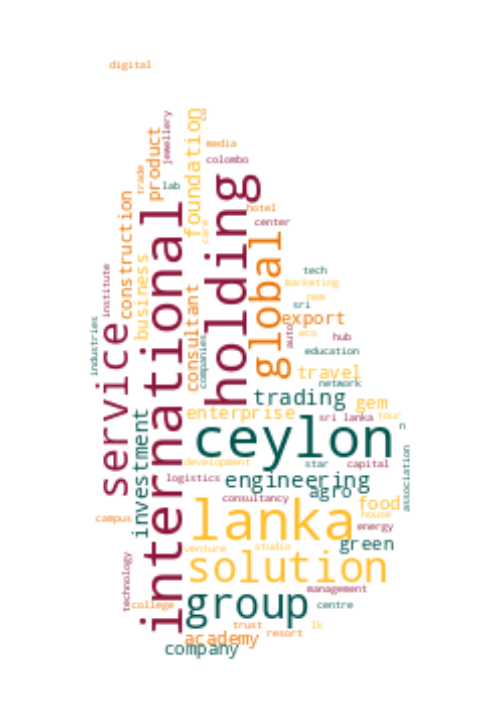 digital
jewellery
foundation
co
product
media
colombo
trade
lab
holding
construction
hotel
care
center
international
global
business
institute
tech
marketing
new
consultant
sri
export
industries
companies
auto
eco
hub
service
education
travel
network
trading
gem
investment
enterprise
sri lanka
tour
ceylon
n
development
star
capital
association
logistics
engineering
agro
consultancy
lanka
food
house
campus
energy
green
venture
studio
solution
technology
management
college
group
centre
trust
lk
resort
academy
company